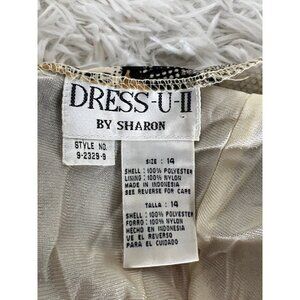 DRESS-U-II
BY SHARON
STYLE NO.
9-2329-9
SIZE : 14
SHELL : 100% POLYESTER
LINING : 100% NYLON
MADE IN INDONESIA
SEE REVERSE FOR CARE
TALLA : 14
SHELL : 100% POLYESTER
FORRO : 100% NYLON
HECHO EN INDONESIA
VE EL REVERSO
PARA EL CUIDADO